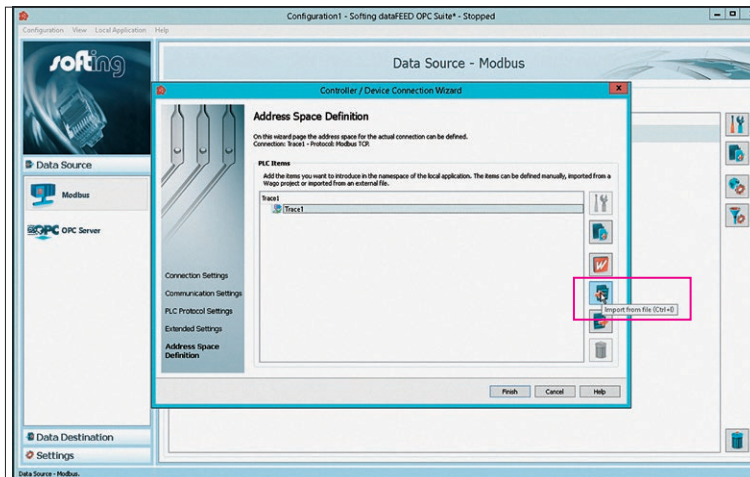 Configuration1 - Softing dataFEED OPC Suite* - Stopped
Configuration View Local Application Help
softing
Data Source - Modbus
Controller / Device Connection Wizard
Address Space Definition
On this wizard page the address space for the actual connection can be defined.
Connection: Trace1 - Protocol: Modbus TCP.
PLC Items
Add the items you want to introduce in the namespace of the local application. The items can be defined manually, imported from a
Wago project or imported from an external file.
Trace1
Trace1
Data Source
Modbus
OPC OPC Server
Connection Settings
Communication Settings
PLC Protocol Settings
Extended Settings
Address Space
Definition
Import from file (Ctrl+I)
Finish Cancel Help
Data Destination
Settings
Data Source - Modbus.